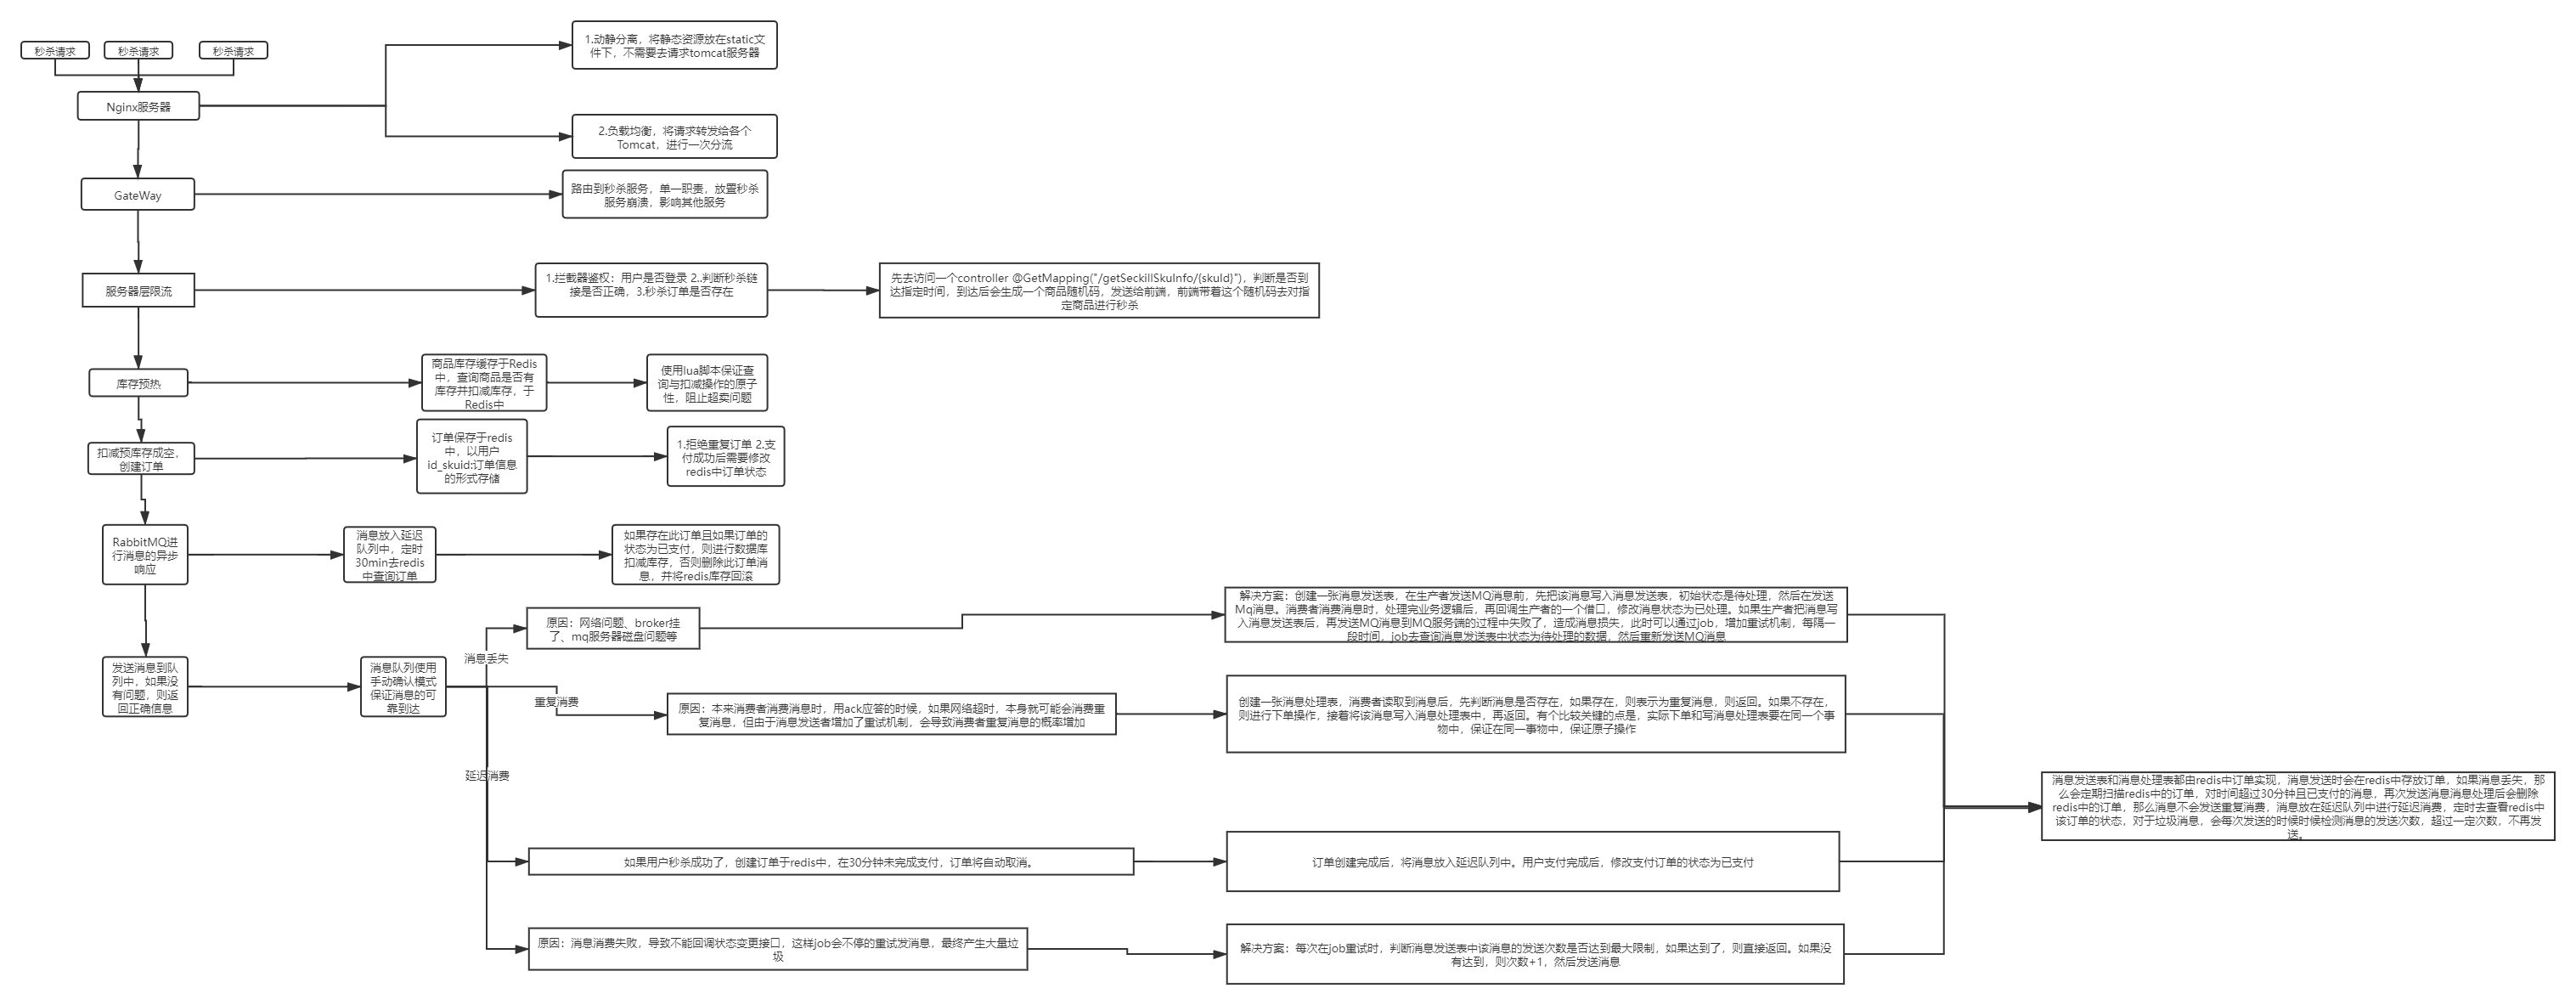 秒杀请求
秒杀请求
秒杀请求
1.动静分离，将静态资源放在static文
件下，不需要去请求tomcat服务器
Nginx服务器
2.负载均衡，将请求转发给各个
Tomcat，进行一次分流
GateWay
路由到秒杀服务，单一职责，放置秒杀
服务崩溃，影响其他服务
服务器层限流
1.拦截器鉴权：用户是否登录 2..判断秒杀链
接是否正确，3.秒杀订单是否存在
先去访问一个controller @GetMapping("/getSeckillSkuInfo/{skuId}")，判断是否到
达指定时间，到达后会生成一个商品随机码，发送给前端，前端带着这个随机码去对指
定商品进行秒杀
库存预热
商品库存缓存于Redis
中，查询商品是否有
库存并扣减库存，于
Redis中
使用lua脚本保证查
询与扣减操作的原子
性，阻止超卖问题
扣减预库存成空，
创建订单
订单保存于redis
中，以用户
id_skuid:订单信息
的形式存储
1.拒绝重复订单 2.支
付成功后需要修改
redis中订单状态
RabbitMQ进
行消息的异步
响应
消息放入延迟
队列中，定时
30min去redis
中查询订单
如果存在此订单且如果订单的
状态为已支付，则进行数据库
扣减库存，否则删除此订单消
息，并将redis库存回滚
发送消息到队
列中，如果没
有问题，则返
回正确信息
消息队列使用
手动确认模式
保证消息的可
靠到达
消息丢失
原因：网络问题、broker挂
了、mq服务器磁盘问题等
解决方案：创建一张消息发送表，在生产者发送MQ消息前，先把该消息写入消息发送表，初始状态是待处理，然后在发送
Mq消息。消费者消费消息时，处理完业务逻辑后，再回调生产者的一个借口，修改消息状态为已处理。如果生产者把消息写
入消息发送表后，再发送MQ消息到MQ服务端的过程中失败了，造成消息损失，此时可以通过job，增加重试机制，每隔一
段时间，job去查询消息发送表中状态为待处理的数据，然后重新发送MQ消息
重复消费
原因：本来消费者消费消息时，用ack应答的时候，如果网络超时，本身就可能会消费重
复消息，但由于消息发送者增加了重试机制，会导致消费者重复消息的概率增加
创建一张消息处理表，消费者读取到消息后，先判断消息是否存在，如果存在，则表示为重复消息，则返回。如果不存在，
则进行下单操作，接着将该消息写入消息处理表中，再返回。有个比较关键的点是，实际下单和写消息处理表要在同一个事
物中，保证在同一事物中，保证原子操作
延迟消费
如果用户秒杀成功了，创建订单于redis中，在30分钟未完成支付，订单将自动取消。
订单创建完成后，将消息放入延迟队列中。用户支付完成后，修改支付订单的状态为已支付
原因：消息消费失败，导致不能回调状态变更接口，这样job会不停的重试发消息，最终产生大量垃
圾
解决方案：每次在job重试时，判断消息发送表中该消息的发送次数是否达到最大限制，如果达到了，则直接返回。如果没
有达到，则次数+1，然后发送消息
消息发送表和消息处理表都由redis中订单实现，消息发送时会在redis中存放订单，如果消息丢失，那
么会定期扫描redis中的订单，对时间超过30分钟且已支付的消息，再次发送消息消息处理后会删除
redis中的订单，那么消息不会发送重复消费，消息放在延迟队列中进行延迟消费，定时去查看redis中
该订单的状态，对于垃圾消息，会每次发送的时候时候检测消息的发送次数，超过一定次数，不再发
送。